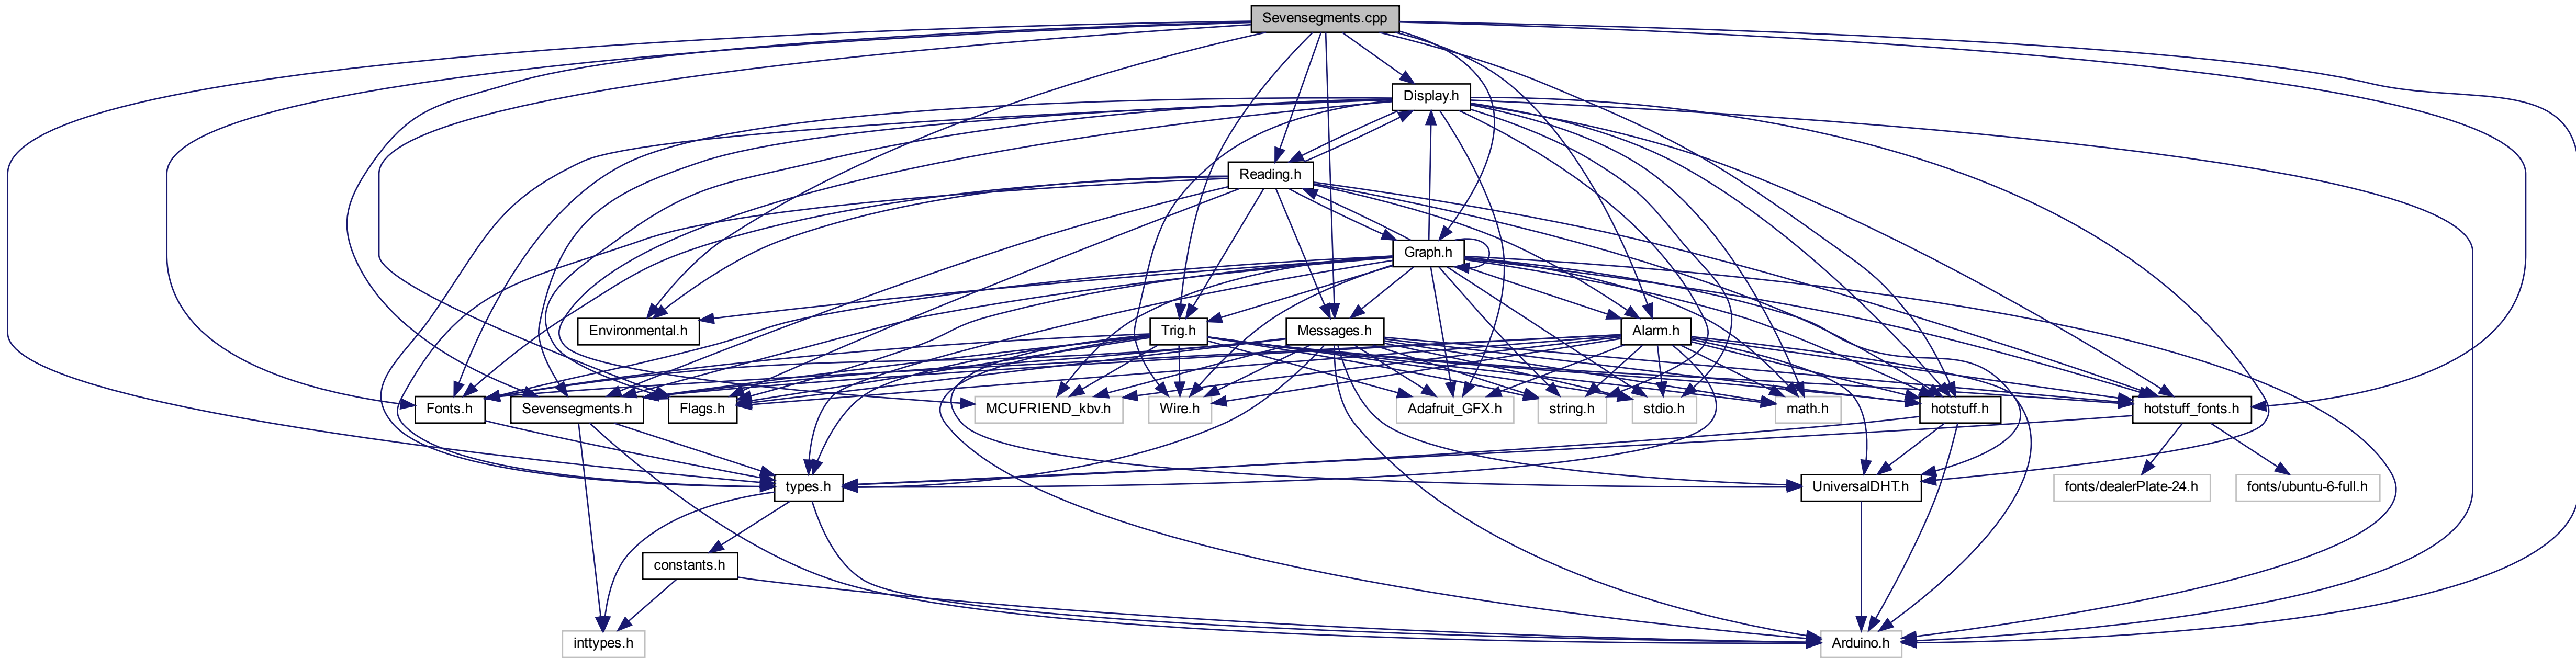 Sevensegments.cpp
Display.h
Reading.h
Graph.h
Environmental.h
Trig.h
Messages.h
Alarm.h
Fonts.h
Sevensegments.h
Flags.h
MCUFRIEND_kbv.h
Wire.h
Adafruit_GFX.h
string.h
stdio.h
math.h
hotstuff.h
hotstuff_fonts.h
types.h
UniversalDHT.h
fonts/dealerPlate-24.h
fonts/ubuntu-6-full.h
constants.h
inttypes.h
Arduino.h